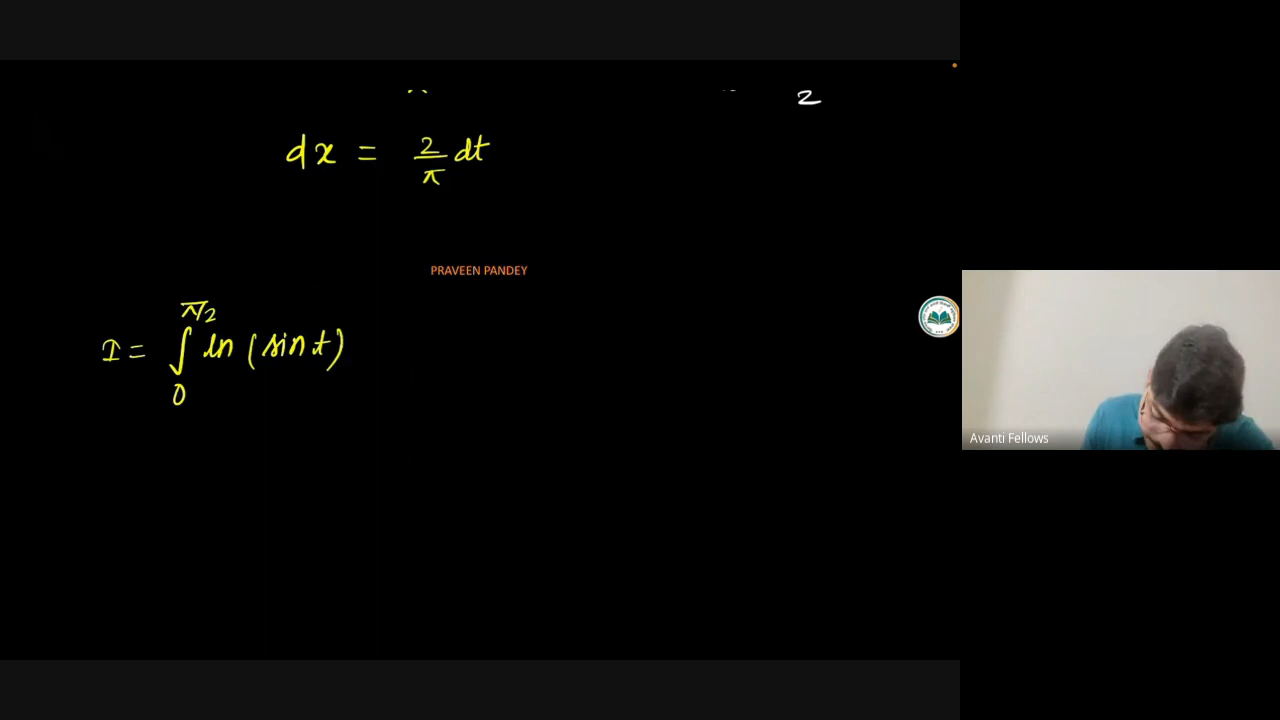 2
dx = 2/π dt
PRAVEEN PANDEY
I = ∫₀^(π/2) ln (sin t)
Avanti Fellows